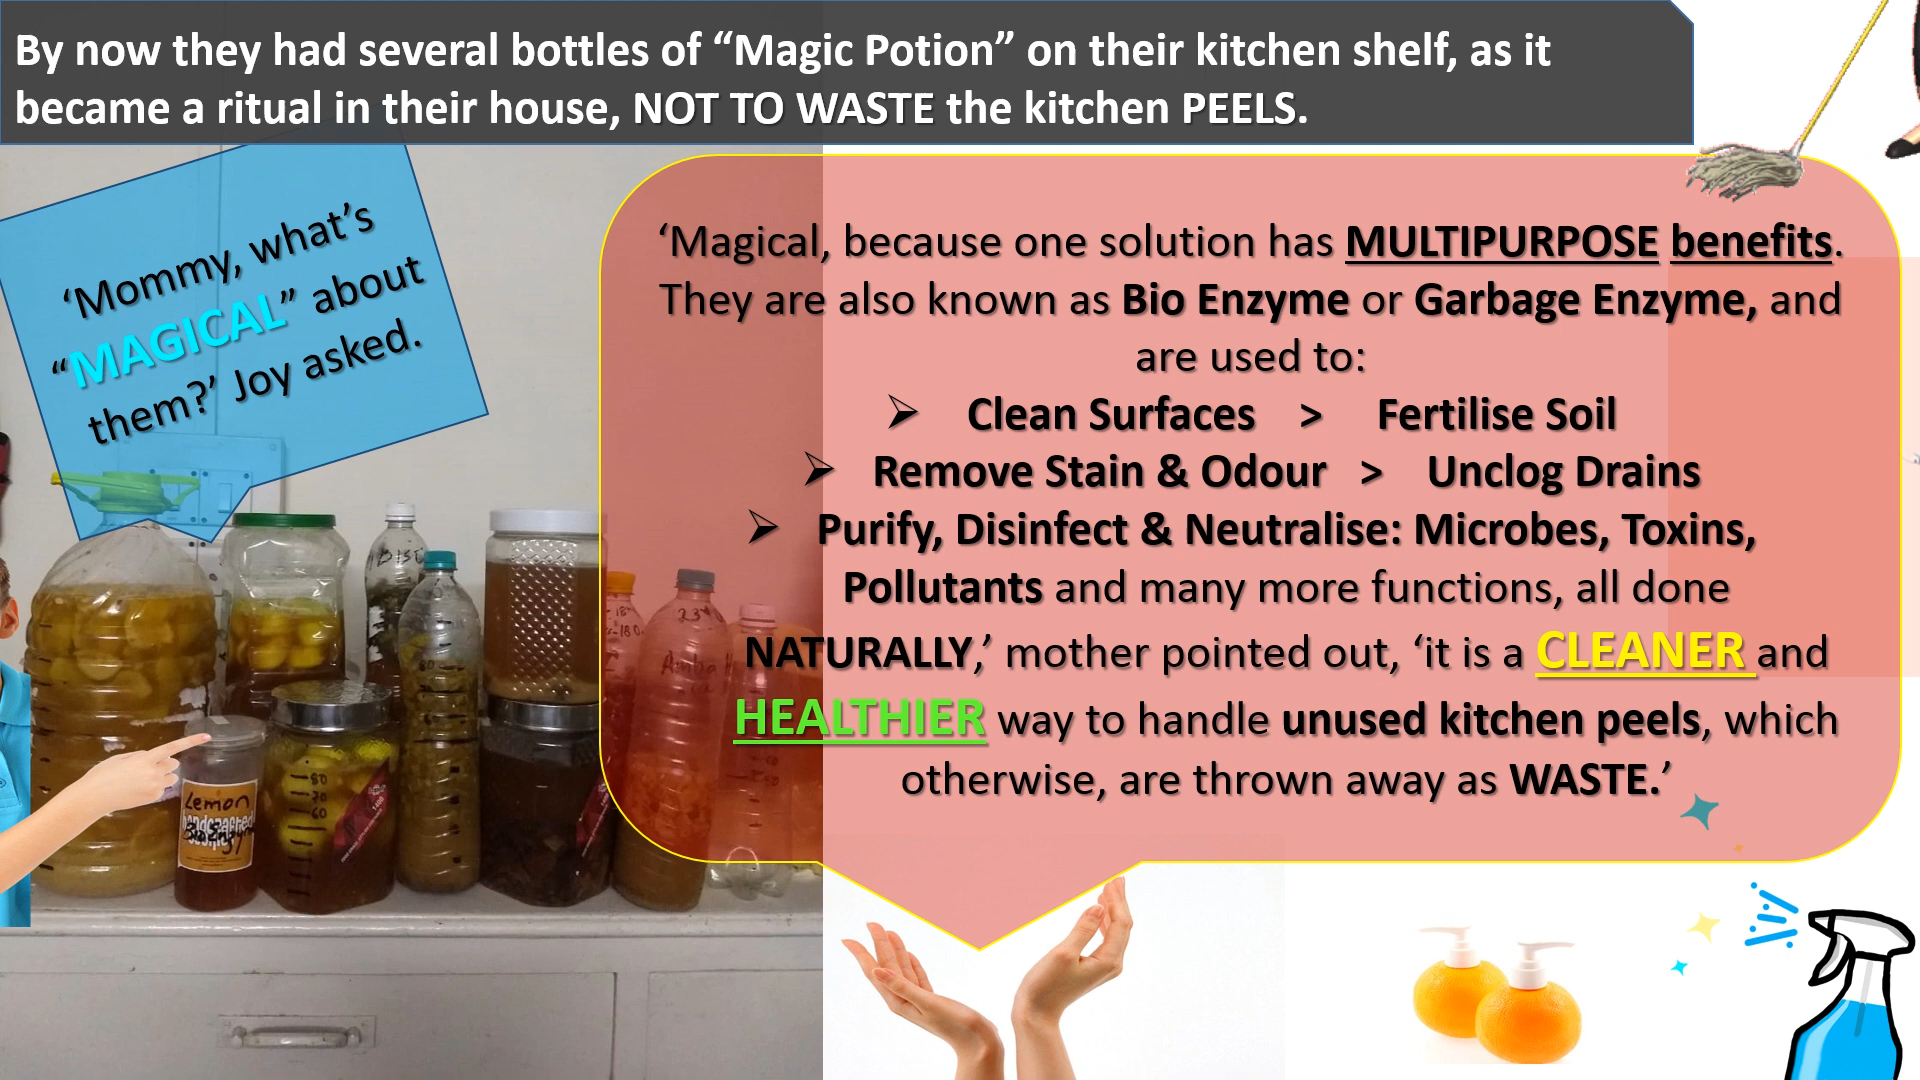 By now they had several bottles of “Magic Potion” on their kitchen shelf, as it
became a ritual in their house, NOT TO WASTE the kitchen PEELS.
‘Mommy, what’s
“MAGICAL” about
them?’ Joy asked.
‘Magical, because one solution has MULTIPURPOSE benefits.
They are also known as Bio Enzyme or Garbage Enzyme, and
are used to:
➢ Clean Surfaces > Fertilise Soil
➢ Remove Stain & Odour > Unclog Drains
➢ Purify, Disinfect & Neutralise: Microbes, Toxins,
Pollutants and many more functions, all done
NATURALLY,’ mother pointed out, ‘it is a CLEANER and
HEALTHIER way to handle unused kitchen peels, which
otherwise, are thrown away as WASTE.’
Lemon
handcrafted
80
70
60